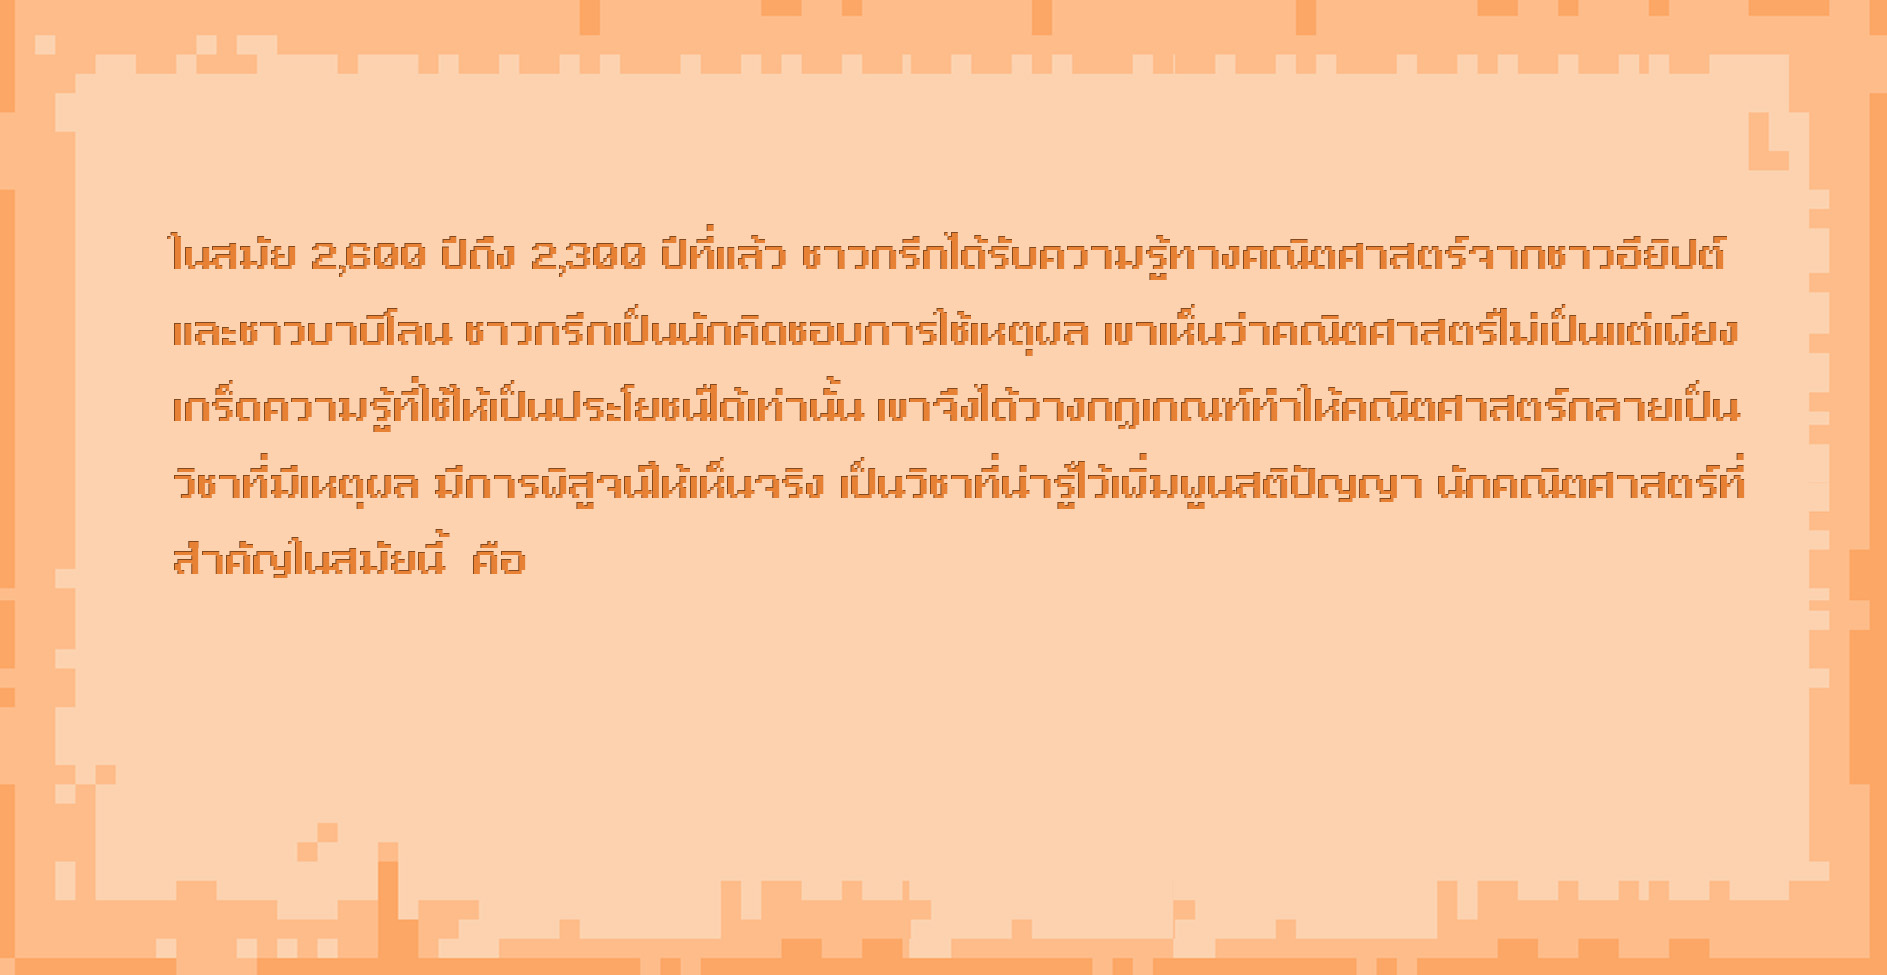 ในสมัย 2,600 ปีถึง 2,300 ปีที่แล้ว ชาวกรีกได้รับความรู้ทางคณิตศาสตร์จากชาวอียิปต์
และชาวบาบิโลน ชาวกรีกเป็นนักคิดชอบการใช้เหตุผล เขาเห็นว่าคณิตศาสตร์ไม่เป็นแต่เพียง
เกร็ดความรู้ที่ใช้ให้เป็นประโยชน์ได้เท่านั้น เขาจึงได้วางกฎเกณฑ์ทำให้คณิตศาสตร์กลายเป็น
วิชาที่มีเหตุผล มีการพิสูจน์ให้เห็นจริง เป็นวิชาที่น่ารู้ไว้เพิ่มพูนสติปัญญา นักคณิตศาสตร์ที่
สำคัญในสมัยนี้ คือ